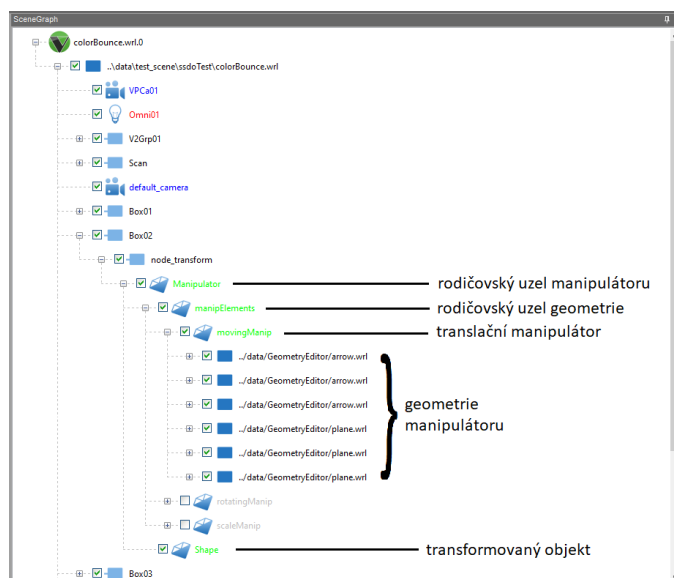 SceneGraph
colorBounce.wrl.0
..\data\test_scene\ssdoTest\colorBounce.wrl
VPCa01
Omni01
V2Grp01
Scan
default_camera
Box01
Box02
node_transform
Manipulator rodičovský uzel manipulátoru
manipElements rodičovský uzel geometrie
movingManip translační manipulátor
../data/GeometryEditor/arrow.wrl
../data/GeometryEditor/arrow.wrl
../data/GeometryEditor/arrow.wrl
../data/GeometryEditor/plane.wrl
../data/GeometryEditor/plane.wrl
../data/GeometryEditor/plane.wrl
geometrie
manipulátoru
rotatingManip
scaleManip
Shape transformovaný objekt
Box03